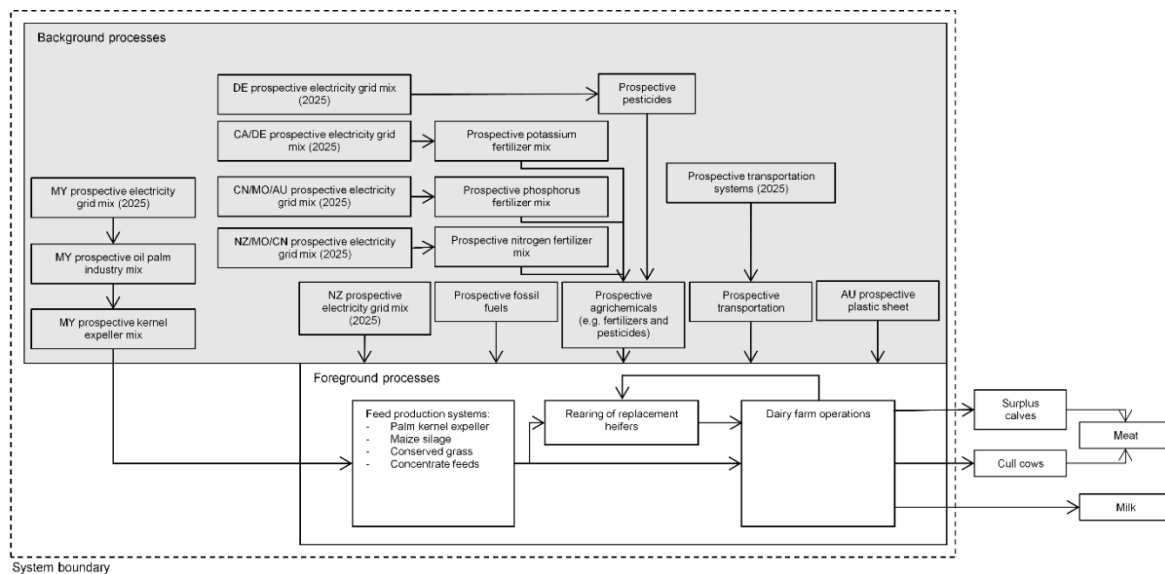 Background processes
DE prospective electricity grid mix
(2025)
Prospective
pesticides
CA/DE prospective electricity grid
mix (2025)
Prospective potassium
fertilizer mix
MY prospective electricity
grid mix (2025)
CN/MO/AU prospective electricity
grid mix (2025)
Prospective phosphorus
fertilizer mix
Prospective transportation
systems (2025)
NZ/MO/CN prospective electricity
grid mix (2025)
Prospective nitrogen fertilizer
mix
MY prospective oil palm
industry mix
MY prospective kernel
expeller mix
NZ prospective
electricity grid mix
(2025)
Prospective fossil
fuels
Prospective
agrichemicals
(e.g. fertilizers and
pesticides)
Prospective
transportation
AU prospective
plastic sheet
Foreground processes
Feed production systems:
- Palm kernel expeller
- Maize silage
- Conserved grass
- Concentrate feeds
Rearing of replacement
heifers
Dairy farm operations
Surplus
calves
Meat
Cull cows
Milk
System boundary